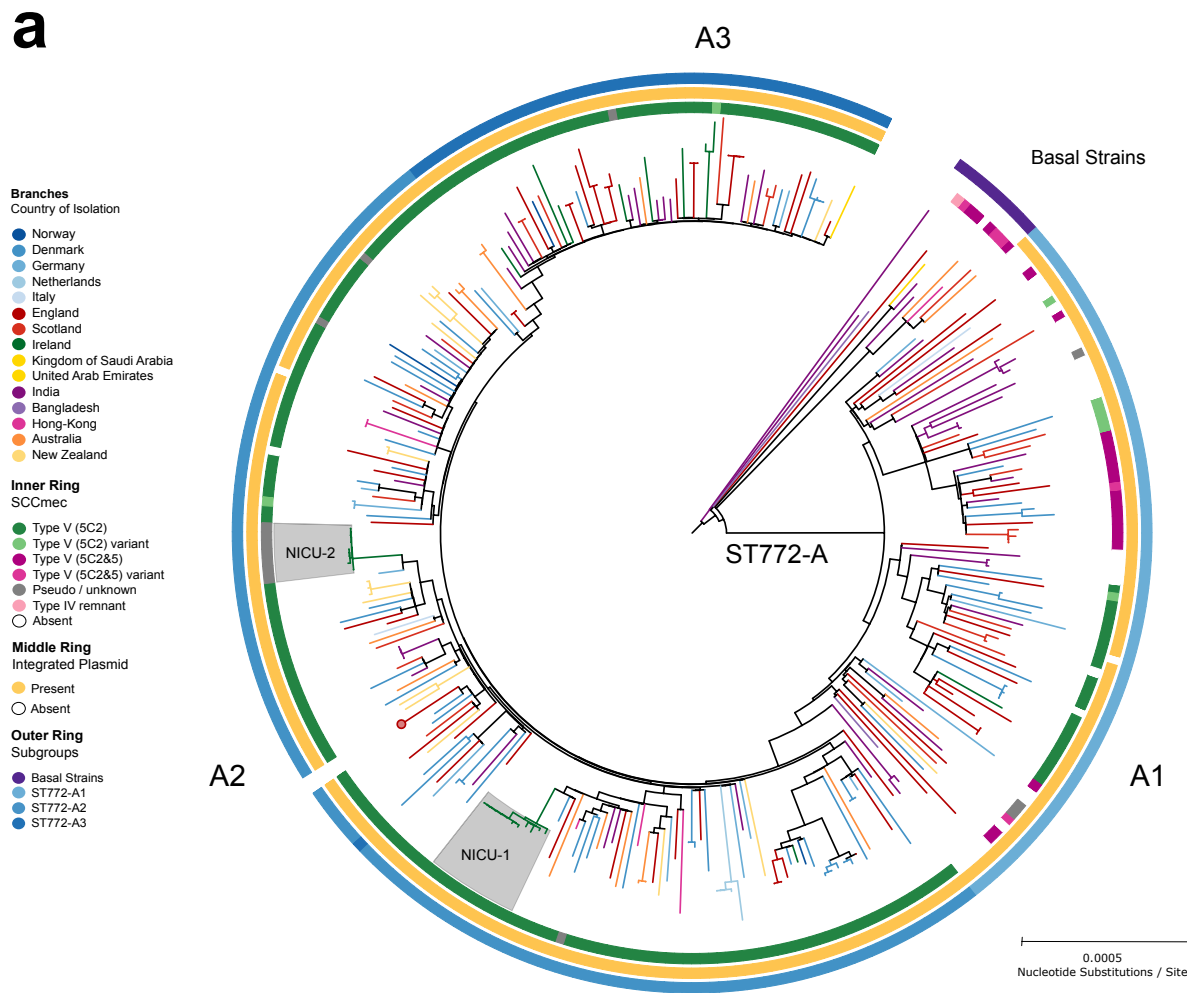 a
A3
Basal Strains
Branches
Country of Isolation
Norway
Denmark
Germany
Netherlands
Italy
England
Scotland
Ireland
Kingdom of Saudi Arabia
United Arab Emirates
India
Bangladesh
Hong-Kong
Australia
New Zealand
Inner Ring
SCCmec
Type V (5C2)
Type V (5C2) variant
Type V (5C2&5)
Type V (5C2&5) variant
Pseudo / unknown
Type IV remnant
Absent
Middle Ring
Integrated Plasmid
Present
Absent
Outer Ring
Subgroups
Basal Strains
ST772-A1
ST772-A2
ST772-A3
NICU-2
ST772-A
A2
A1
NICU-1
0.0005
Nucleotide Substitutions / Site